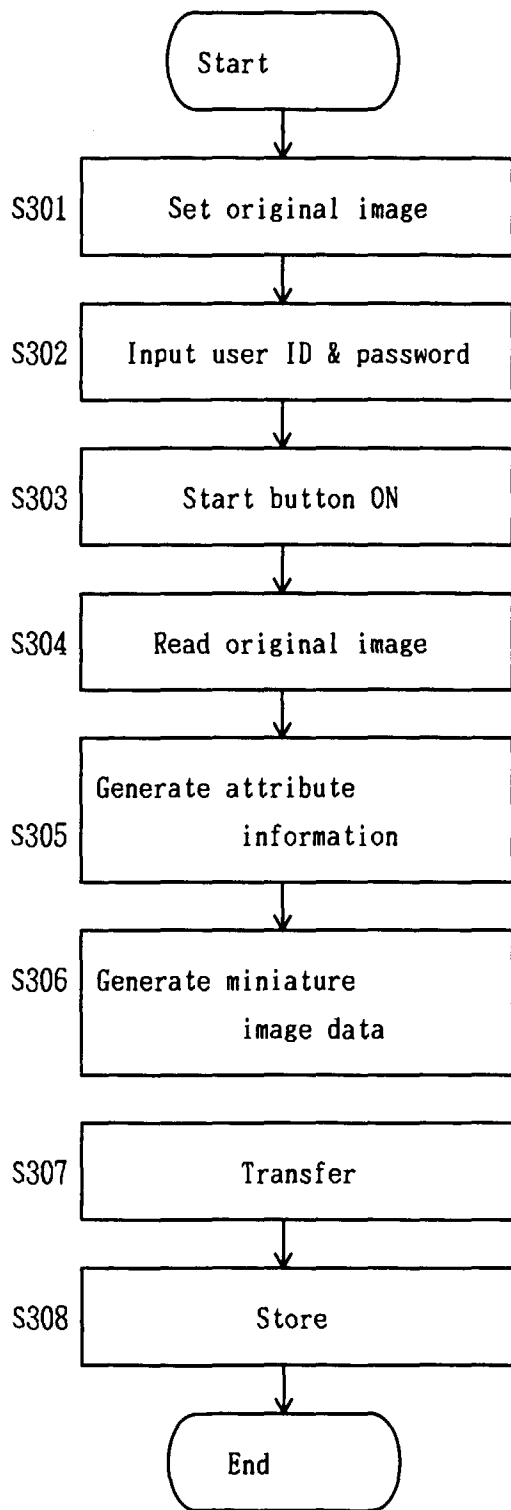 Start
S301 Set original image
S302 Input user ID & password
S303 Start button ON
S304 Read original image
Generate attribute
S305 information
S306 Generate miniature
image data
S307 Transfer
S308 Store
End